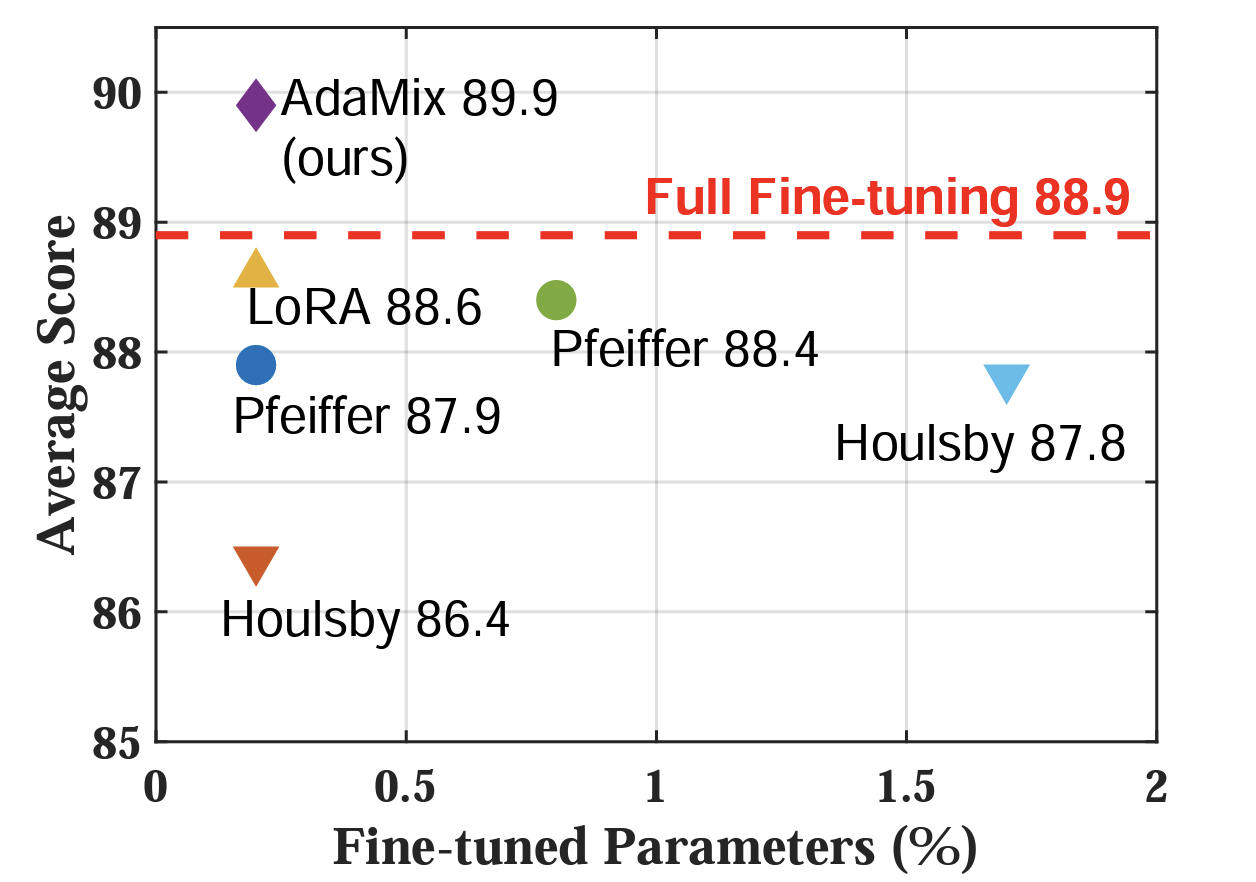 90
AdaMix 89.9
(ours)
Full Fine-tuning 88.9
89
LoRA 88.6
Pfeiffer 88.4
88
Pfeiffer 87.9
Houlsby 87.8
87
Houlsby 86.4
86
85
Average Score
0 0.5 1 1.5 2
Fine-tuned Parameters (%)